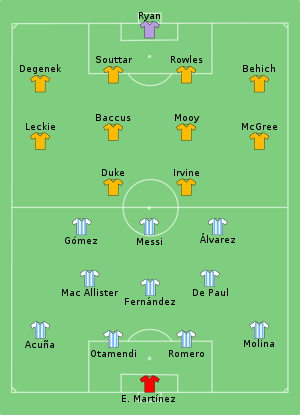 Ryan
Degenek Souttar Rowles Behich
Leckie Baccus Mooy McGree
Duke Irvine
Gómez Messi Álvarez
Mac Allister Fernández De Paul
Acuña Otamendi Romero Molina
E. Martínez